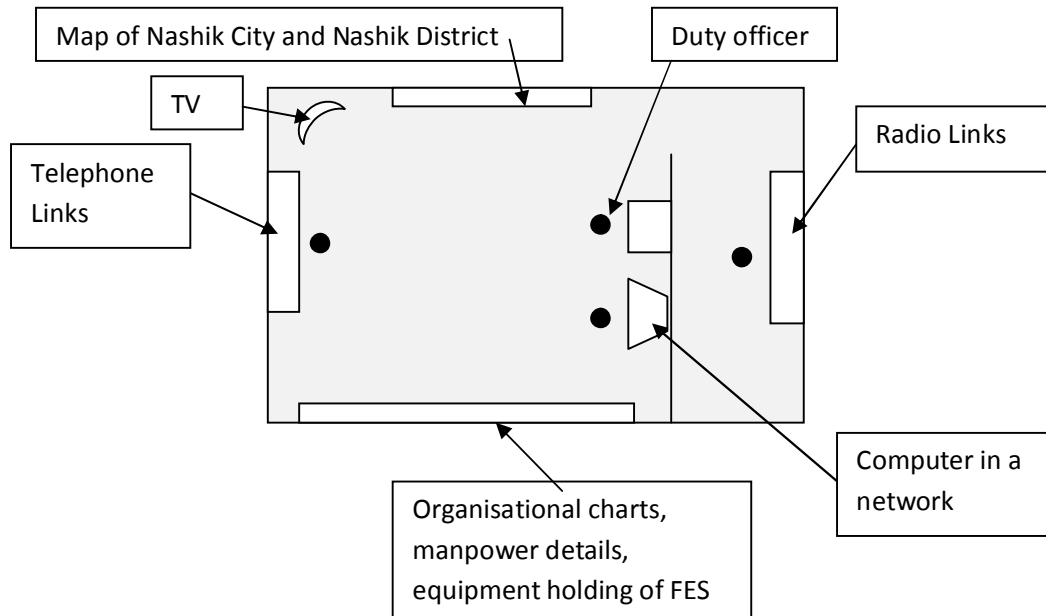 Map of Nashik City and Nashik District
Duty officer
TV
Radio Links
Telephone
Links
Computer in a
network
Organisational charts,
manpower details,
equipment holding of FES